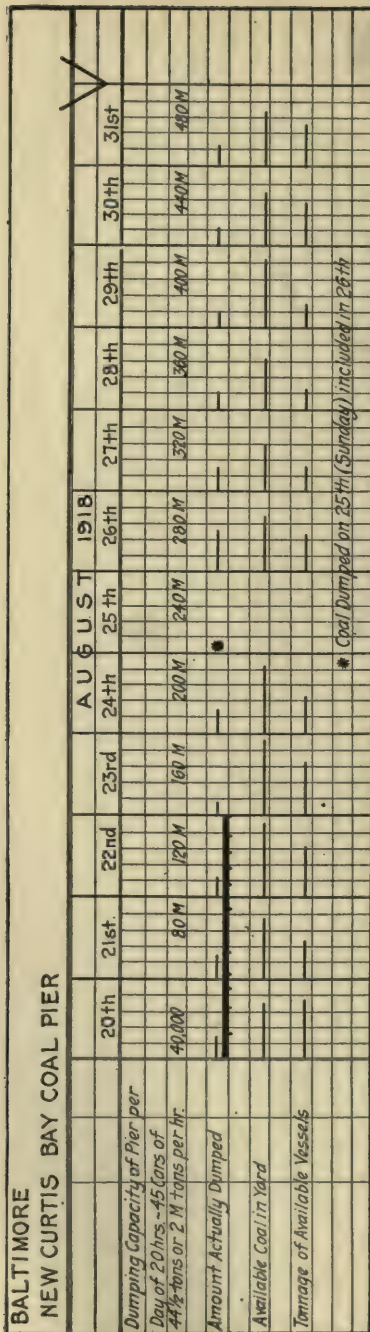 BALTIMORE
NEW CURTIS BAY COAL PIER
AUGUST 1918
20th 21st. 22nd 23rd 24th 25th 26th 27th 28th 29th 30th 31st
Dumping Capacity of Pier per
Day of 20 hrs.-45 Cars of
44½ tons or 2 M tons per hr.
40,000 80 M 120 M 160 M 200 M 240 M 280 M 320 M 360 M 400 M 440 M 480 M
Amount Actually Dumped
*
Available Coal in Yard
Tonnage of Available Vessels
* Coal Dumped on 25th (Sunday) included in 26th